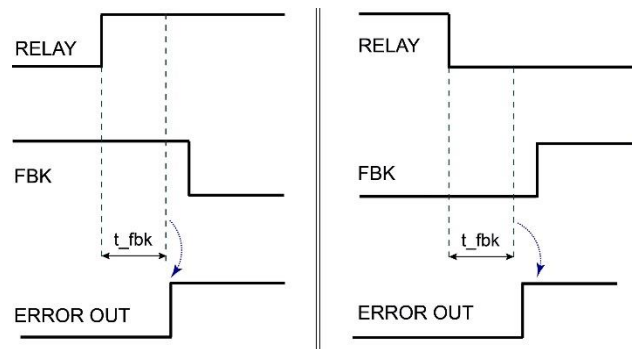 RELAY
FBK
t_fbk
ERROR OUT
RELAY
FBK
t_fbk
ERROR OUT